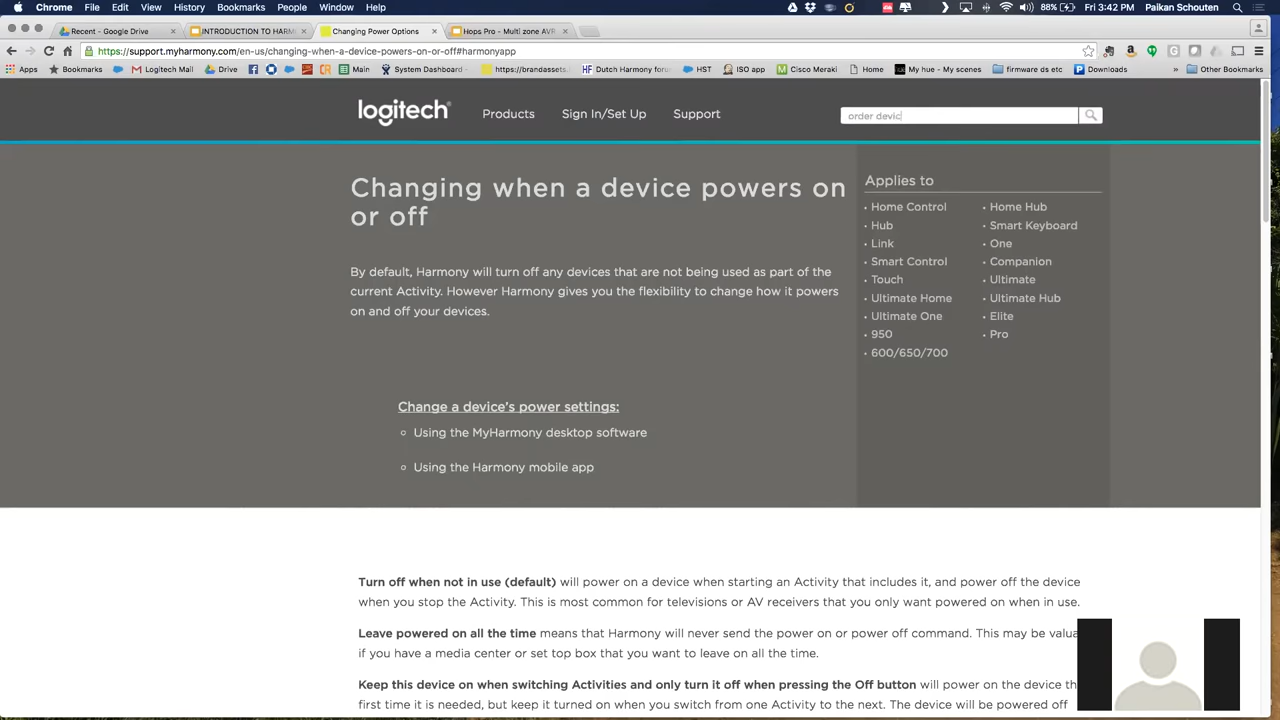 Chrome File Edit View History Bookmarks People Window Help 88% Fri 3:42 PM Paikan Schouten
Recent - Google Drive INTRODUCTION TO HARM Changing Power Options Hops Pro - Multi zone AVR
https://support.myharmony.com/en-us/changing-when-a-device-powers-on-or-off#harmonyapp
Apps Bookmarks Logitech Mail Drive Main System Dashboard https://brandassets. Dutch Harmony foru HST ISO app Cisco Meraki Home My hue - My scenes firmware ds etc Downloads » Other Bookmarks
logitech Products Sign In/Set Up Support order devic
Changing when a device powers on
or off
By default, Harmony will turn off any devices that are not being used as part of the
current Activity. However Harmony gives you the flexibility to change how it powers
on and off your devices.
Change a device's power settings:
Using the MyHarmony desktop software
Using the Harmony mobile app
Applies to
Home Control
Hub
Link
Smart Control
Touch
Ultimate Home
Ultimate One
950
600/650/700
Home Hub
Smart Keyboard
One
Companion
Ultimate
Ultimate Hub
Elite
Pro
Turn off when not in use (default) will power on a device when starting an Activity that includes it, and power off the device
when you stop the Activity. This is most common for televisions or AV receivers that you only want powered on when in use.
Leave powered on all the time means that Harmony will never send the power on or power off command. This may be valua
if you have a media center or set top box that you want to leave on all the time.
Keep this device on when switching Activities and only turn it off when pressing the Off button will power on the device th
first time it is needed, but keep it turned on when you switch from one Activity to the next. The device will be powered off